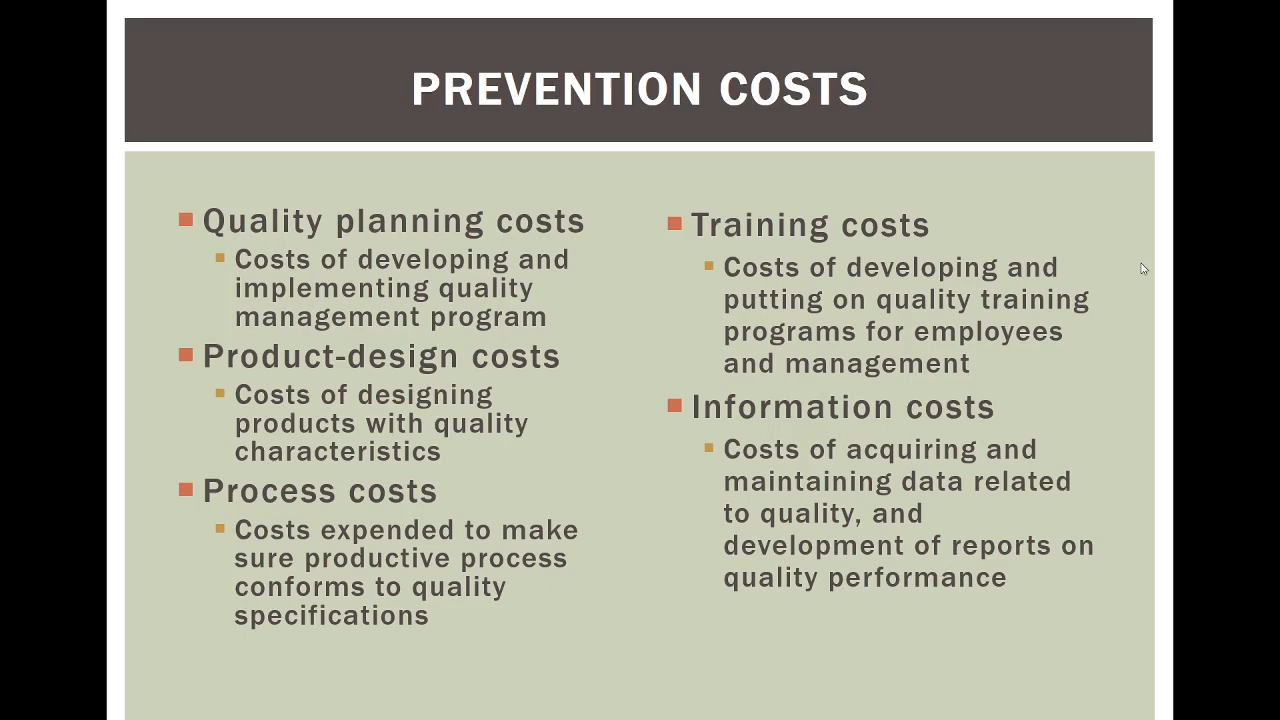 PREVENTION COSTS
Quality planning costs
Costs of developing and
implementing quality
management program
Product-design costs
Costs of designing
products with quality
characteristics
Process costs
Costs expended to make
sure productive process
conforms to quality
specifications
Training costs
Costs of developing and
putting on quality training
programs for employees
and management
Information costs
Costs of acquiring and
maintaining data related
to quality, and
development of reports on
quality performance